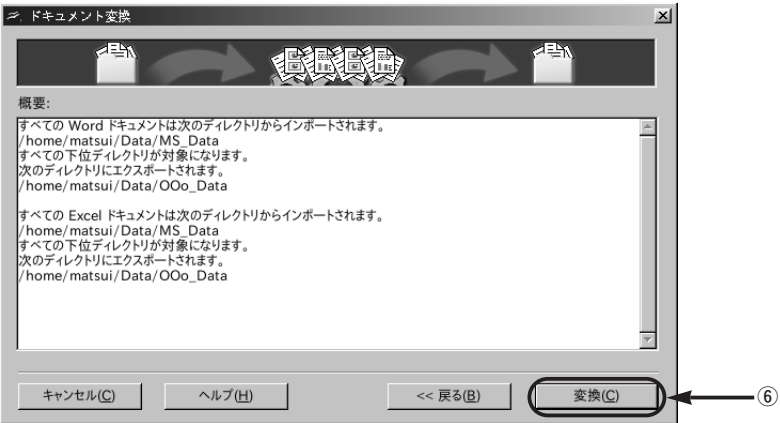 ドキュメント変換
概要:
すべての Word ドキュメントは次のディレクトリからインポートされます。
/home/matsui/Data/MS_Data
すべての下位ディレクトリが対象になります。
次のディレクトリにエクスポートされます。
/home/matsui/Data/OOo_Data
すべての Excel ドキュメントは次のディレクトリからインポートされます。
/home/matsui/Data/MS_Data
すべての下位ディレクトリが対象になります。
次のディレクトリにエクスポートされます。
/home/matsui/Data/OOo_Data
キャンセル(C) ヘルプ(H) << 戻る(B) 変換(C) ⑥